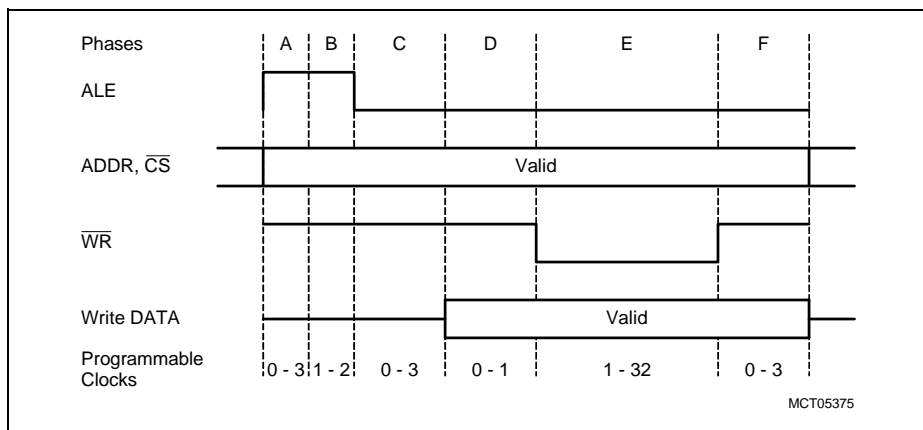 Phases A B C D E F
ALE
ADDR, CS Valid
WR
Write DATA Valid
Programmable
Clocks 0 - 3 1 - 2 0 - 3 0 - 1 1 - 32 0 - 3
MCT05375